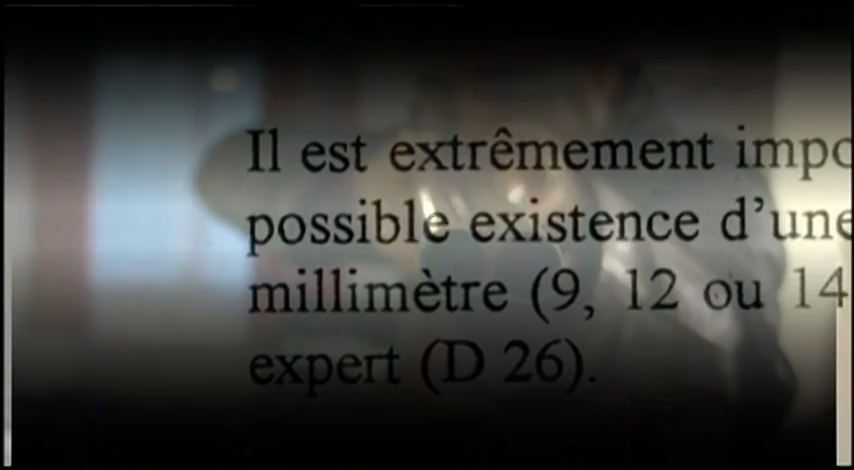 Il est extrêmement impo
possible existence d'une
millimètre (9, 12 ou 14
expert (D 26).